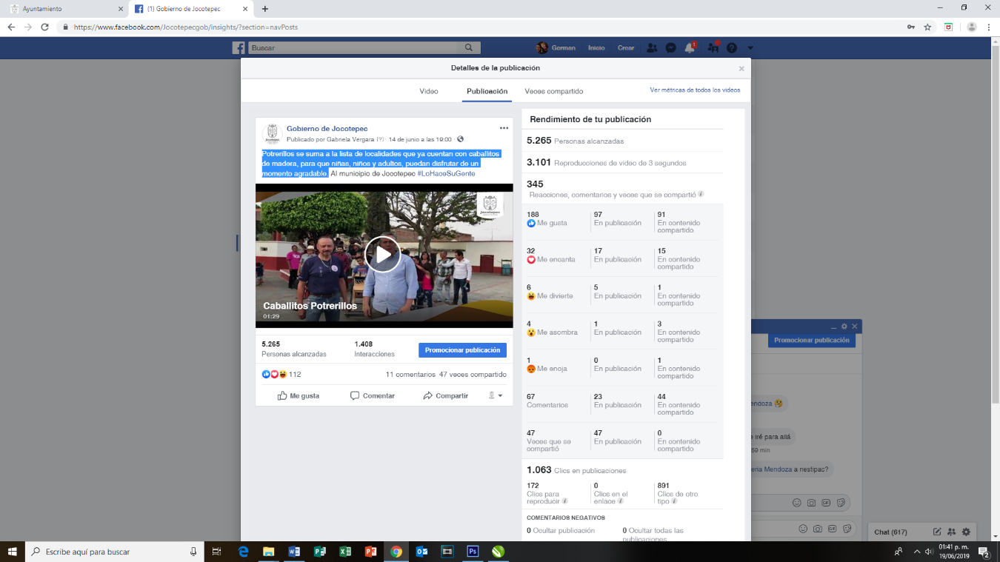 Ayuntamiento
(1) Gobierno de Jocotepec
https://www.facebook.com/Jocotepecgob/insights/?section=navPosts
Buscar
German
Inicio
Crear
1
Detalles de la publicación
Video
Publicación
Veces compartido
Ver métricas de todos los videos
Gobierno de Jocotepec
Publicado por Gabriela Vergara [?] · 14 de junio a las 19:00 ·
Potrerillos se suma a la lista de localidades que ya cuentan con caballitos
de madera, para que niñas, niños y adultos, puedan disfrutar de un
momento agradable. Al municipio de Jocotepec #LoHaceSuGente
Jocotepec
Caballitos Potrerillos
01:29
5.265
Personas alcanzadas
1.408
Interacciones
Promocionar publicación
112
11 comentarios 47 veces compartido
Me gusta
Comentar
Compartir
Rendimiento de tu publicación
5.265 Personas alcanzadas
3.101 Reproducciones de video de 3 segundos
345
Reacciones, comentarios y veces que se compartió
188
Me gusta
97
En publicación
91
En contenido
compartido
32
Me encanta
17
En publicación
15
En contenido
compartido
6
Me divierte
5
En publicación
1
En contenido
compartido
4
Me asombra
1
En publicación
3
En contenido
compartido
1
Me enoja
0
En publicación
1
En contenido
compartido
67
Comentarios
23
En publicación
44
En contenido
compartido
47
Veces que se
compartió
47
En publicación
0
En contenido
compartido
1.063 Clics en publicaciones
172
Clics para
reproducir
0
Clics en el
enlace
891
Clics de otro
tipo
COMENTARIOS NEGATIVOS
0 Ocultar publicación
0 Ocultar todas las
publicaciones
Promocionar publicación
endoza
e iré para allá
59 min
ería Mendoza a nestipac?
GIF
GIF
Chat (617)
Escribe aquí para buscar
01:41 p. m.
19/06/2019
2